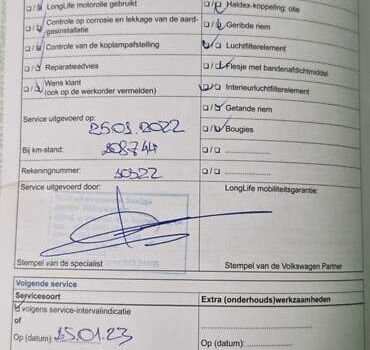 LongLife motorolie gebruikt
Haldex-koppeling: olie
Controle op corrosie en lekkage van de aard-
gasinstallatie
Geribde riem
Controle van de koplampafstelling
Luchtfilterelement
Reparatieadvies
Flesje met bandenafdichtmiddel
Wens klant
(ook op de werkorder vermelden)
Interieurluchtfilterelement
Getande riem
Service uitgevoerd op:
25.01.2022
Bougies
Bij km-stand:
208744
Rekeningnummer:
Service uitgevoerd door:
LongLife mobiliteitsgarantie:
Stempel van de specialist
Stempel van de Volkswagen Partner
Volgende service
Servicesoort
Extra (onderhouds)werkzaamheden
volgens service-intervalindicatie
of
Op (datum):
25.01.23
Op (datum):